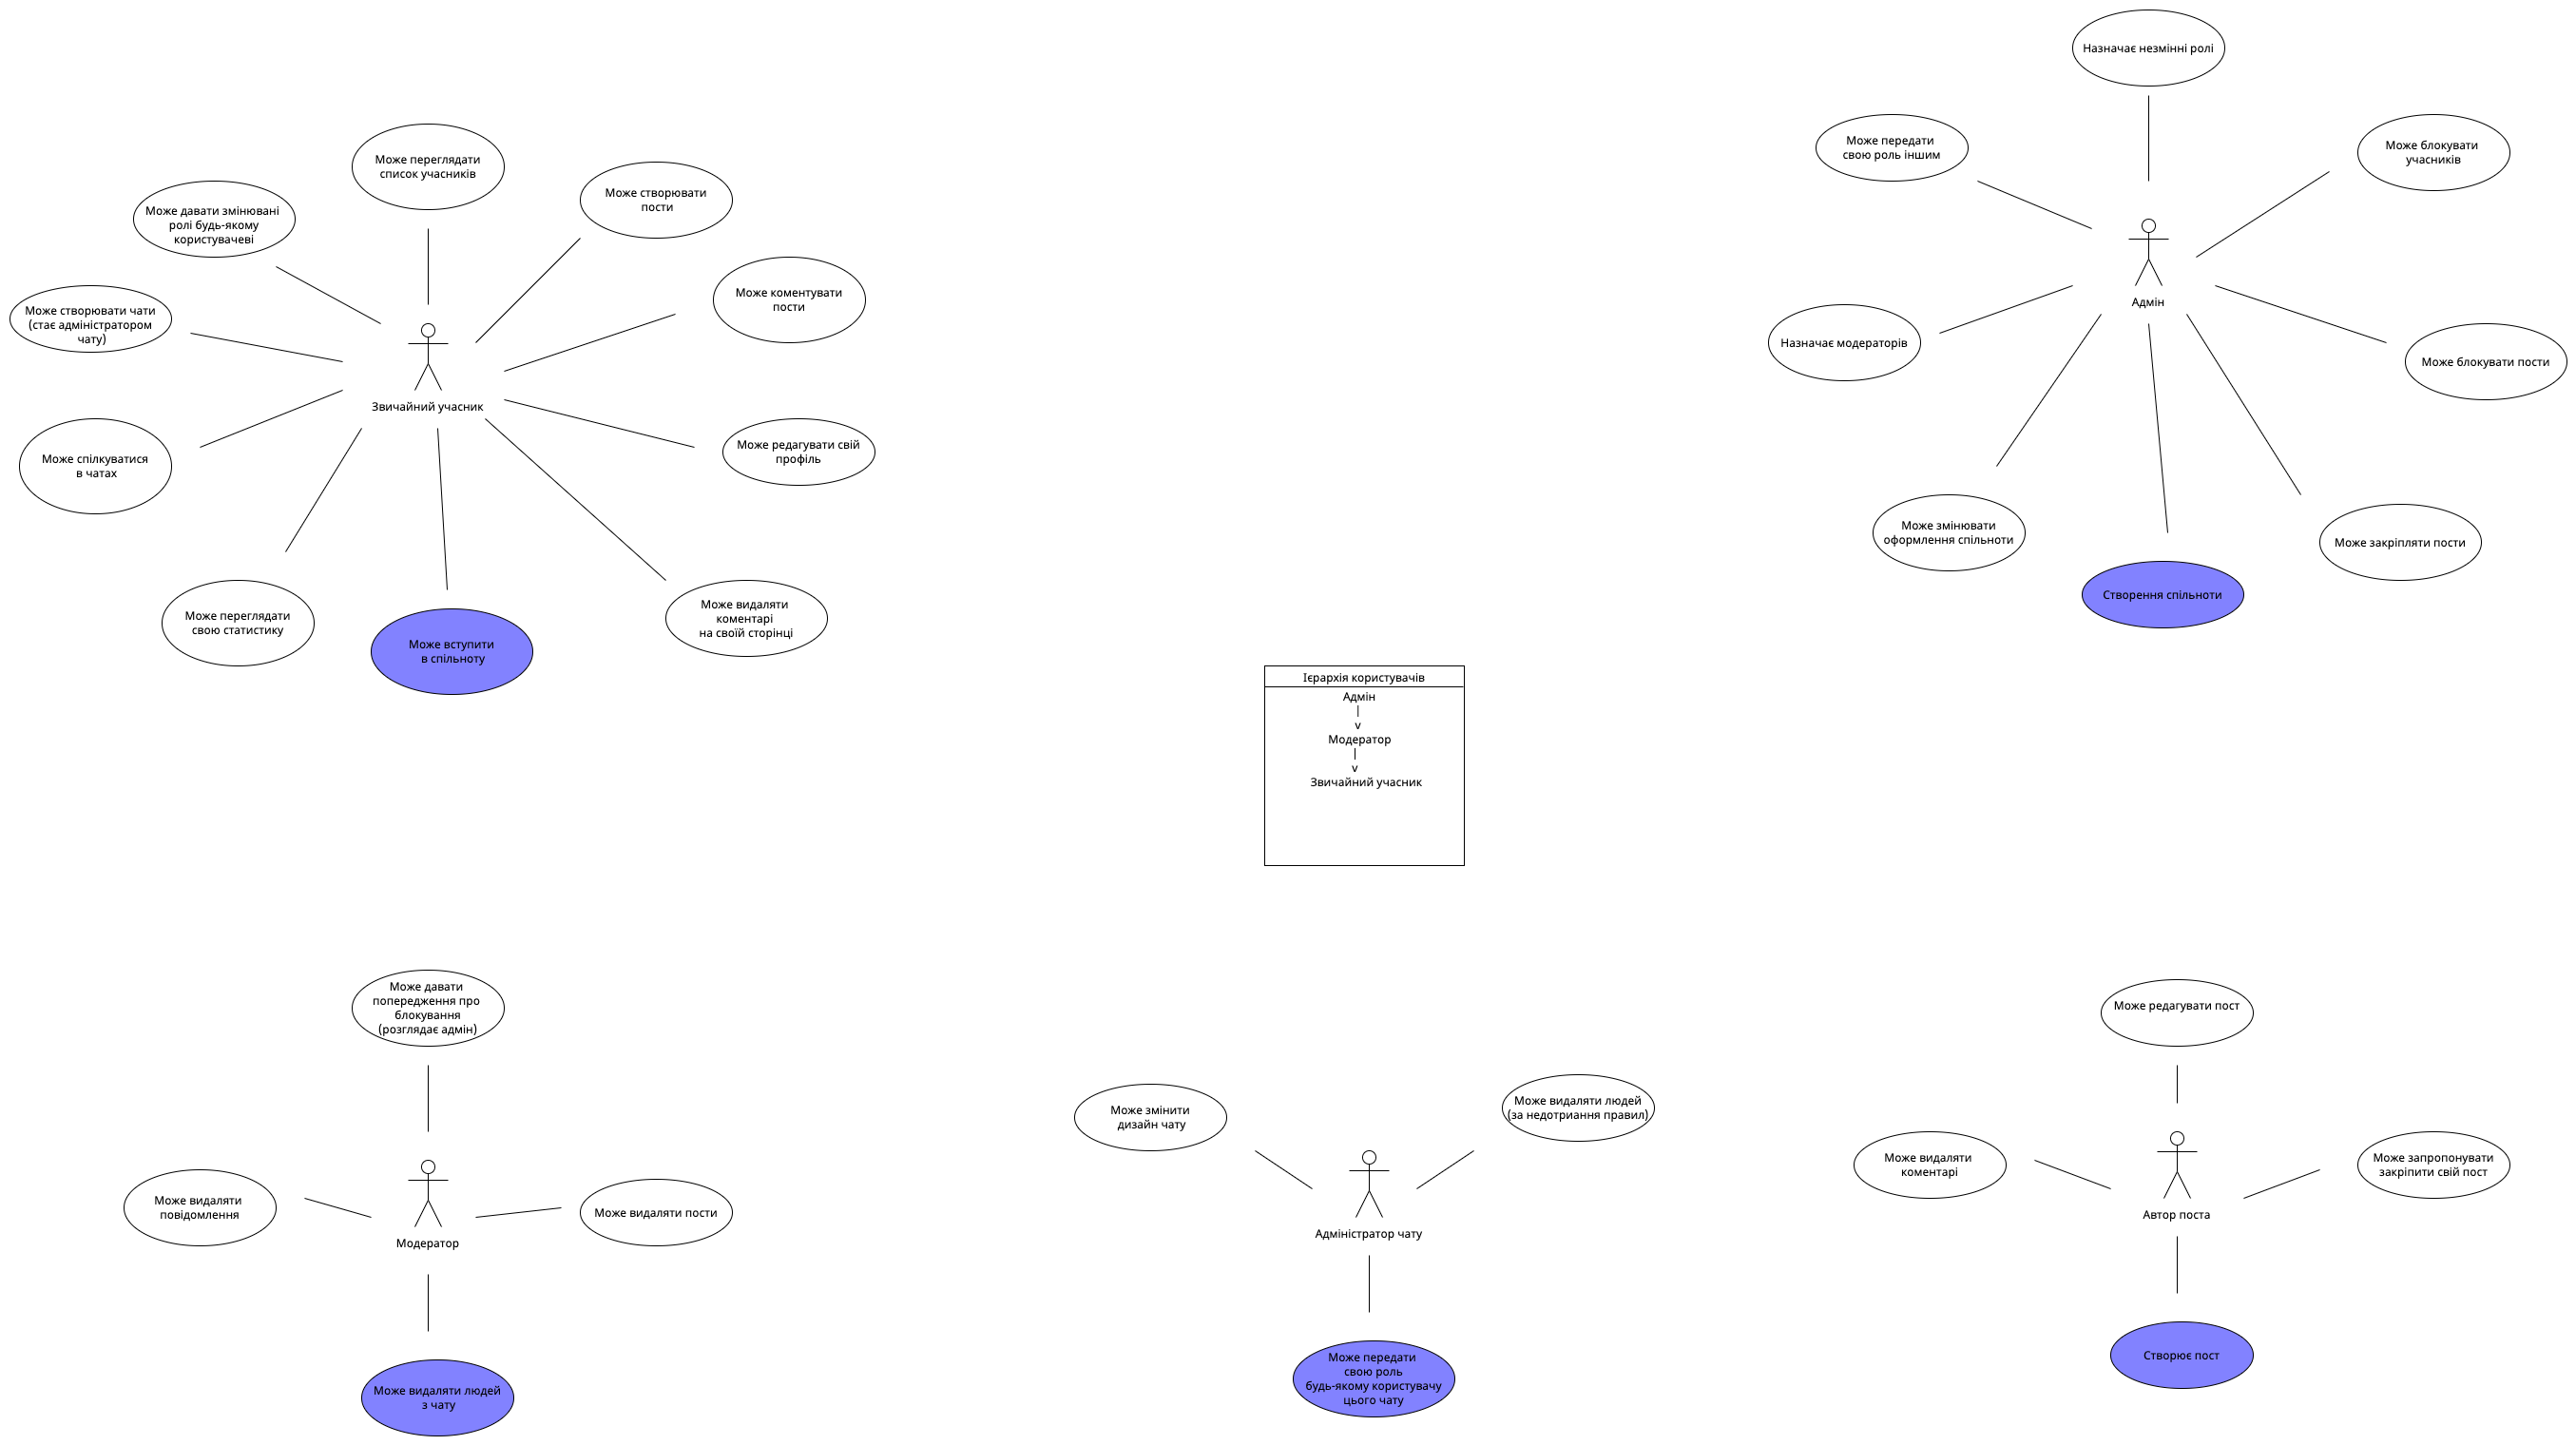 Може переглядати
список учасників
Може створювати
пости
Може давати змінювані
ролі будь-якому
користувачеві
Може коментувати
пости
Може створювати чати
(стає адміністратором
чату)
Звичайний учасник
Може редагувати свій
профіль
Може спілкуватися
в чатах
Може переглядати
свою статистику
Може вступити
в спільноту
Може видаляти
коментарі
на своїй сторінці
Назначає незмінні ролі
Може передати
свою роль іншим
Може блокувати
учасників
Адмін
Назначає модераторів
Може блокувати пости
Може змінювати
оформлення спільноти
Може закріпляти пости
Створення спільноти
Ієрархія користувачів
Адмін
|
v
Модератор
|
v
Звичайний учасник
Може давати
попередження про
блокування
(розглядає адмін)
Може видаляти
повідомлення
Може видаляти пости
Модератор
Може видаляти людей
з чату
Може змінити
дизайн чату
Може видаляти людей
(за недотриання правил)
Адміністратор чату
Може передати
свою роль
будь-якому користувачу
цього чату
Може редагувати пост
Може видаляти
коментарі
Може запропонувати
закріпити свій пост
Автор поста
Створює пост